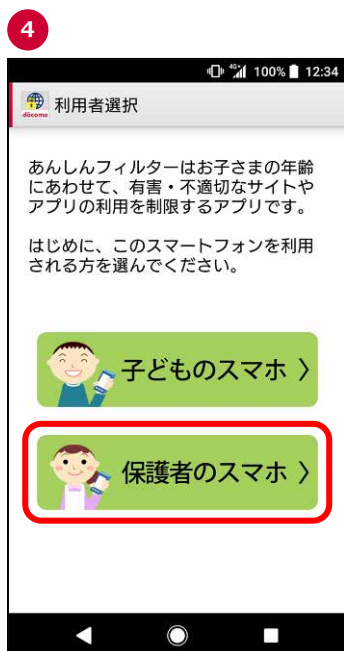 4
4G 100% 12:34
döcomo 利用者選択
あんしんフィルターはお子さまの年齢
にあわせて、有害・不適切なサイトや
アプリの利用を制限するアプリです。
はじめに、このスマートフォンを利用
される方を選んでください。
子どものスマホ 〉
保護者のスマホ 〉